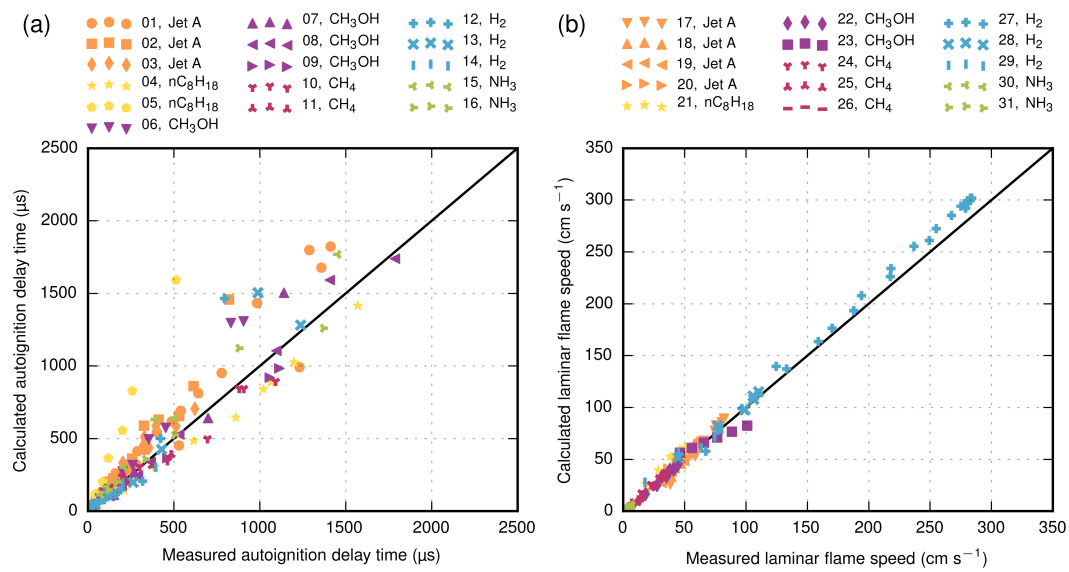 (a)
01, Jet A
02, Jet A
03, Jet A
04, nC₈H₁₈
05, nC₈H₁₈
06, CH₃OH
07, CH₃OH
08, CH₃OH
09, CH₃OH
10, CH₄
11, CH₄
12, H₂
13, H₂
14, H₂
15, NH₃
16, NH₃
2500
2000
1500
1000
500
0
Calculated autoignition delay time (µs)
0 500 1000 1500 2000 2500
Measured autoignition delay time (µs)
(b)
17, Jet A
18, Jet A
19, Jet A
20, Jet A
21, nC₈H₁₈
22, CH₃OH
23, CH₃OH
24, CH₄
25, CH₄
26, CH₄
27, H₂
28, H₂
29, H₂
30, NH₃
31, NH₃
350
300
250
200
150
100
50
0
Calculated laminar flame speed (cm s⁻¹)
0 50 100 150 200 250 300 350
Measured laminar flame speed (cm s⁻¹)